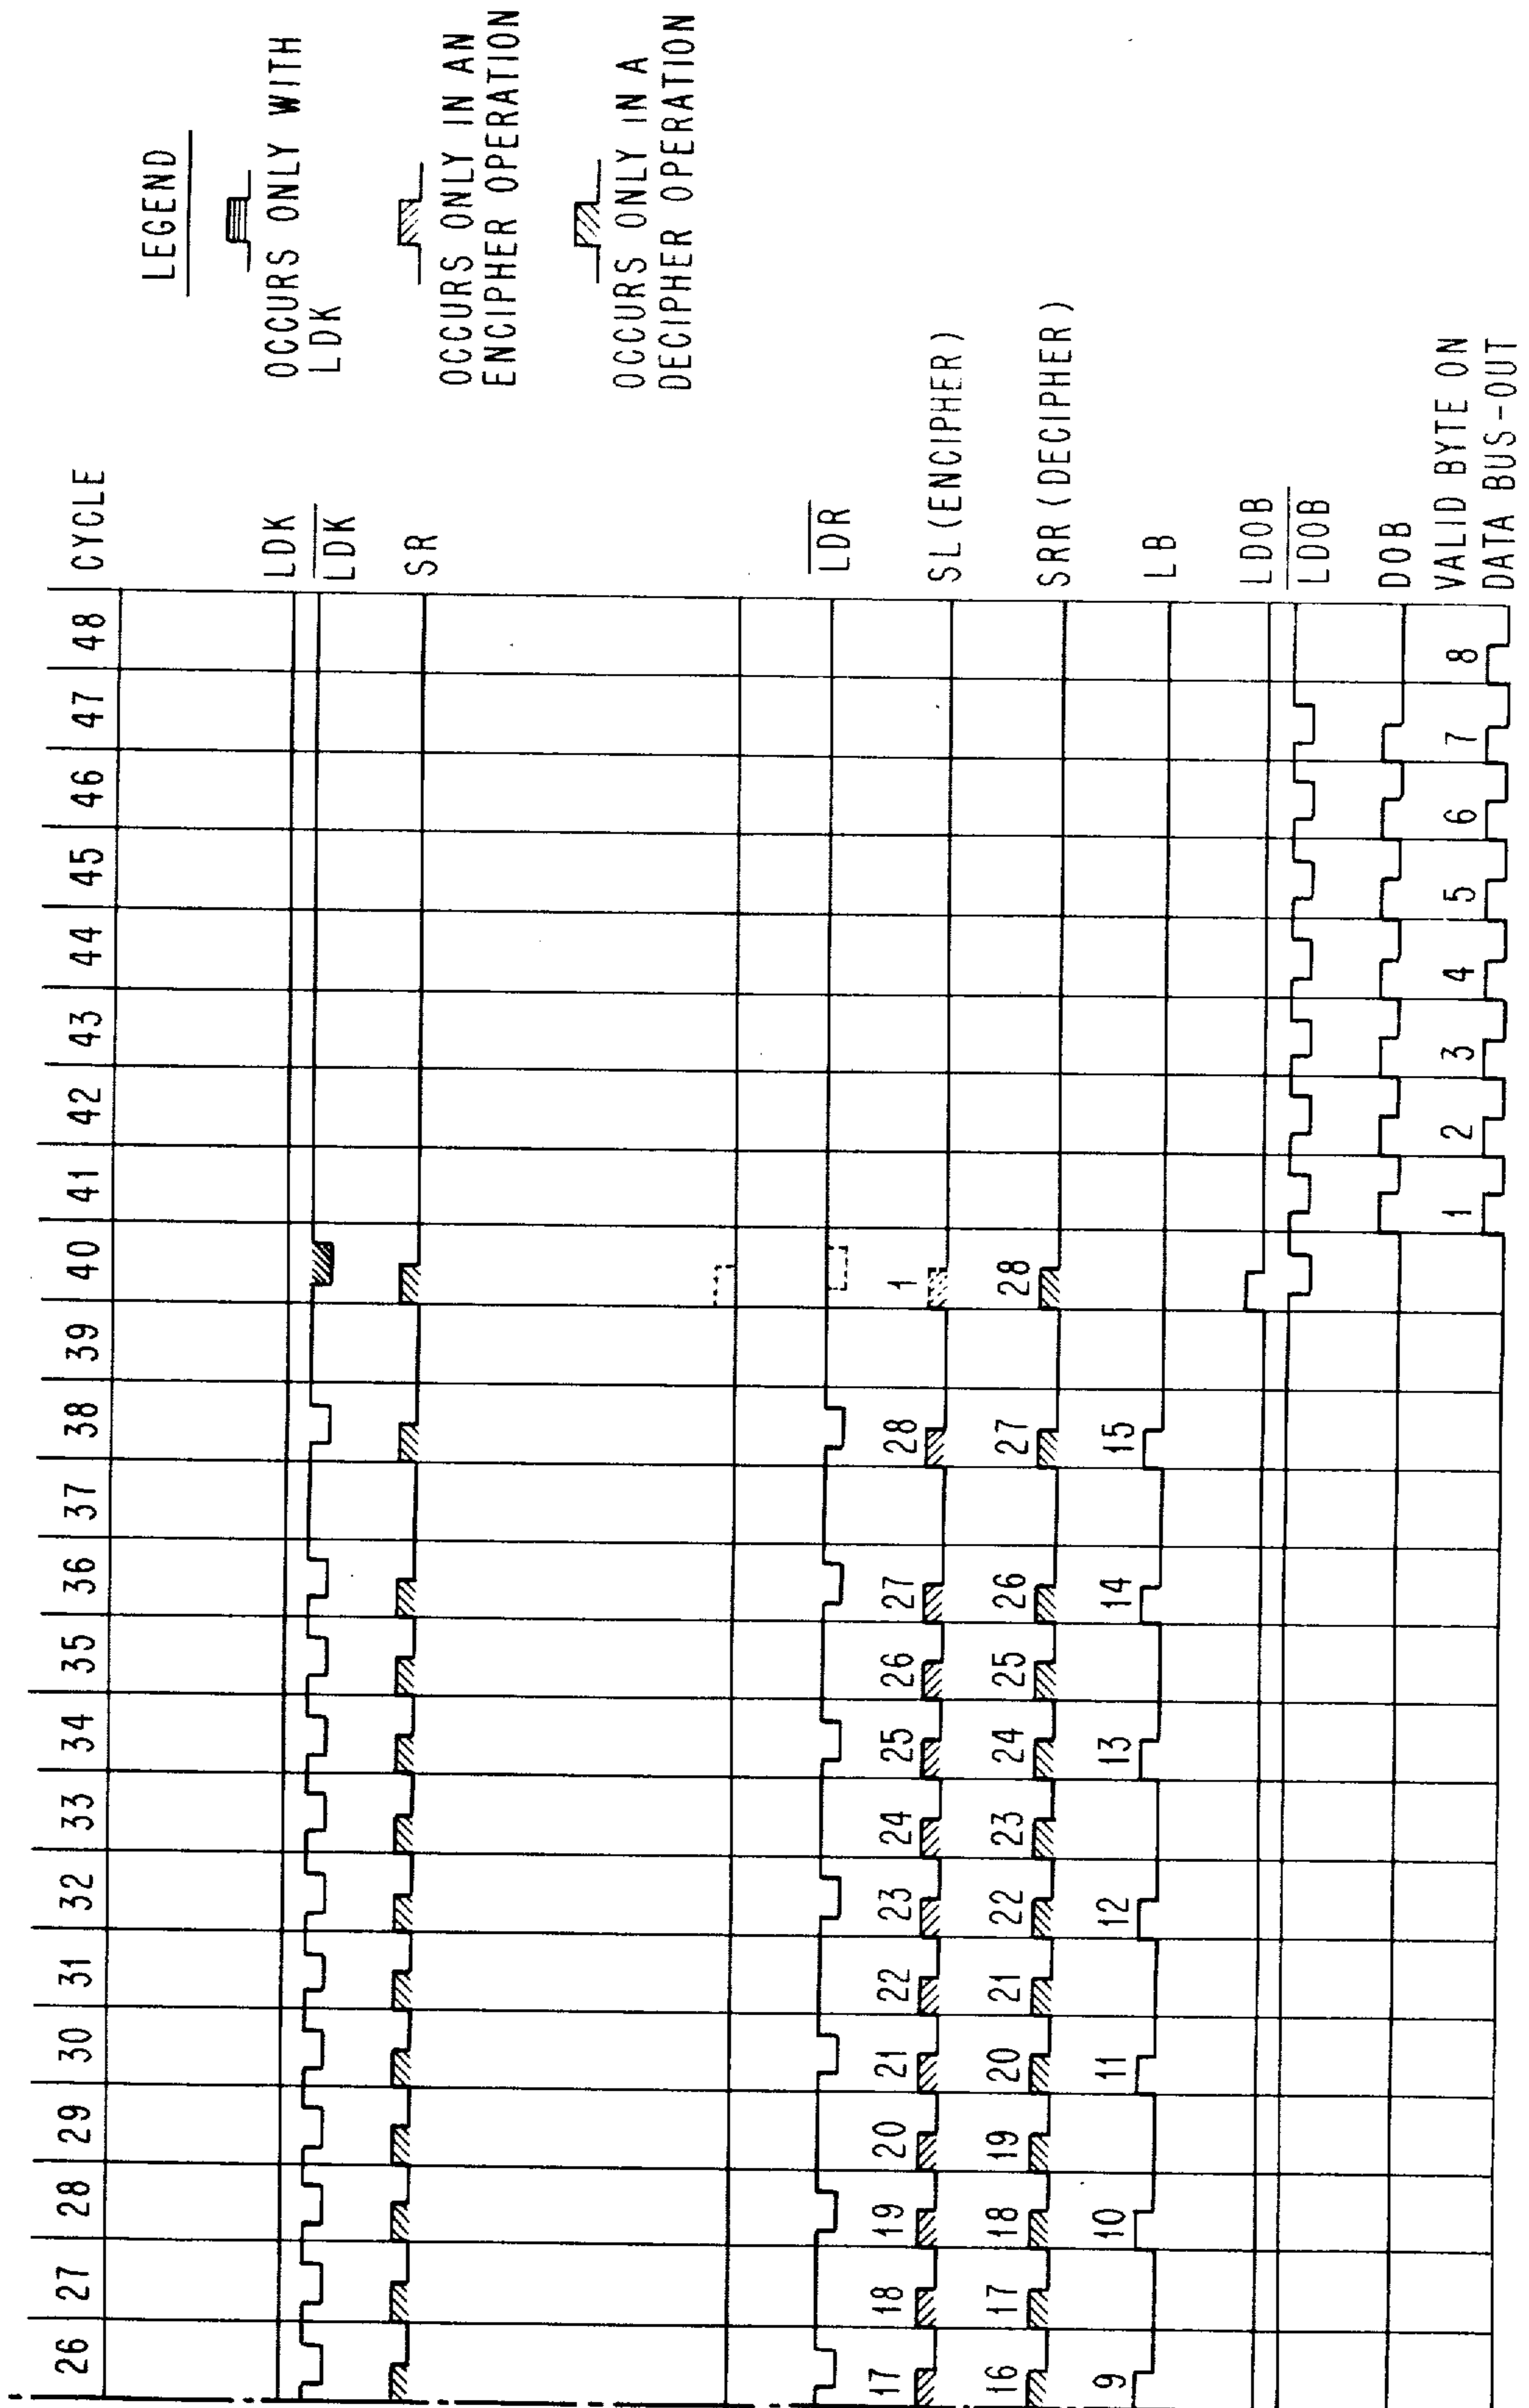 26 27 28 29 30 31 32 33 34 35 36 37 38 39 40 41 42 43 44 45 46 47 48 CYCLE
LDK
LDK
SR
LDR
17 18 19 20 21 22 23 24 25 26 27 28 1 SL (ENCIPHER)
16 17 18 19 20 21 22 23 24 25 26 27 28 SRR (DECIPHER)
9 10 11 12 13 14 15 LB
LDOB
LDOB
DOB
1 2 3 4 5 6 7 8 VALID BYTE ON
DATA BUS-OUT
LEGEND
OCCURS ONLY WITH
LDK
OCCURS ONLY IN AN
ENCIPHER OPERATION
OCCURS ONLY IN A
DECIPHER OPERATION